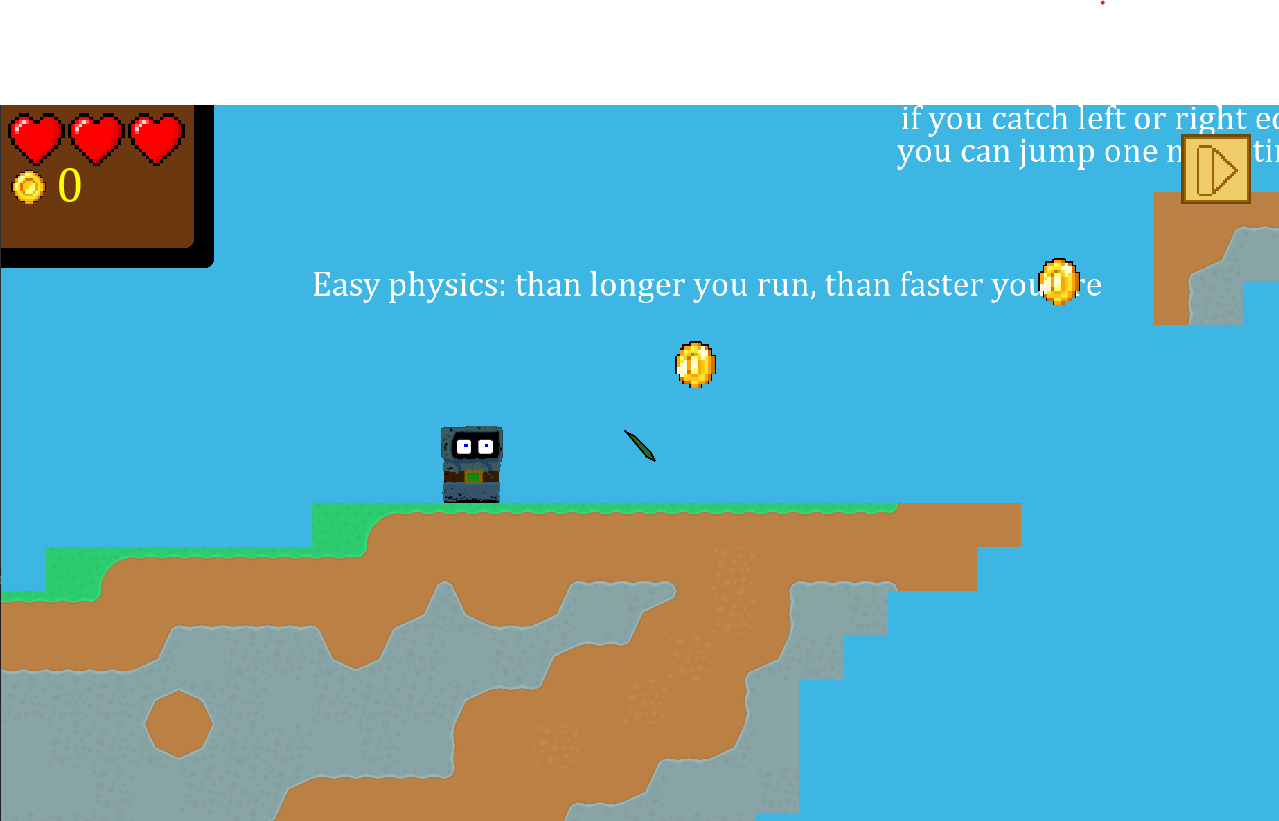 if you catch left or right
you can jump one
0
Easy physics: than longer you run, than faster you